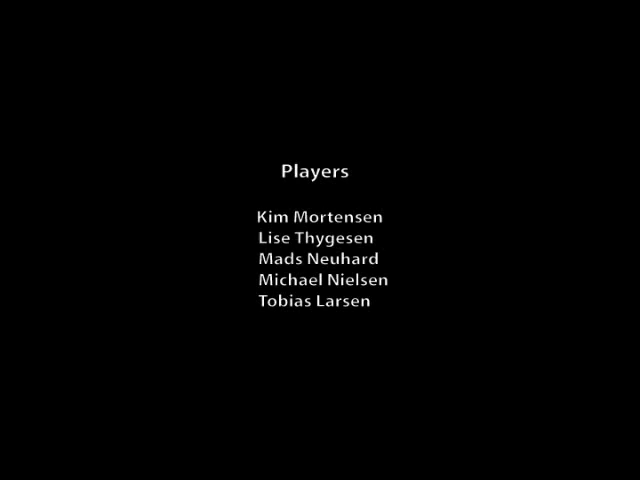 Players
Kim Mortensen
Lise Thygesen
Mads Neuhard
Michael Nielsen
Tobias Larsen